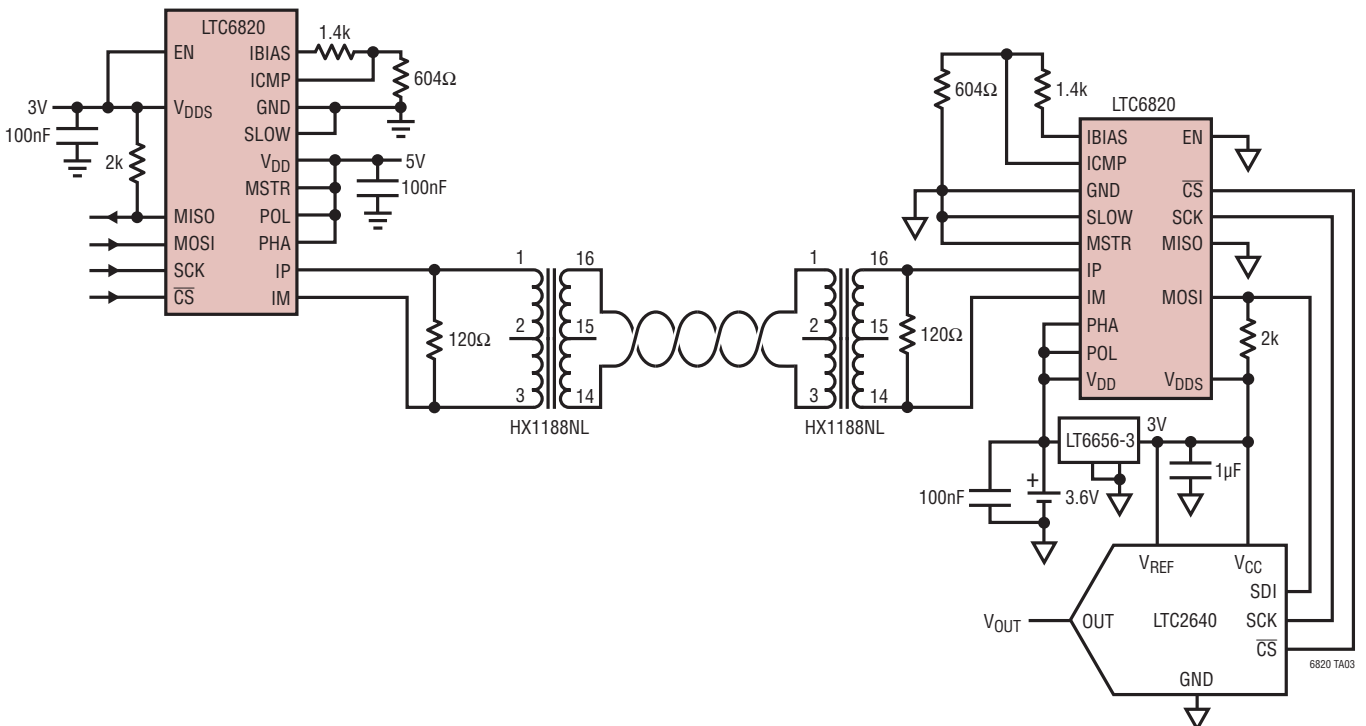 LTC6820
EN
IBIAS
1.4k
ICMP
604Ω
3V
VDDS
GND
100nF
SLOW
2k
VDD
5V
MSTR
100nF
MISO
POL
MOSI
PHA
SCK
IP
CS
IM
120Ω
1
16
2
15
3
14
HX1188NL
1
16
2
15
3
14
HX1188NL
120Ω
604Ω
1.4k
LTC6820
IBIAS
EN
ICMP
GND
CS
SLOW
SCK
MSTR
MISO
IP
IM
MOSI
PHA
2k
POL
VDD
VDDS
LT6656-3
3V
1µF
100nF
+
3.6V
VREF
VCC
SDI
VOUT
OUT
LTC2640
SCK
CS
GND
6820 TA03